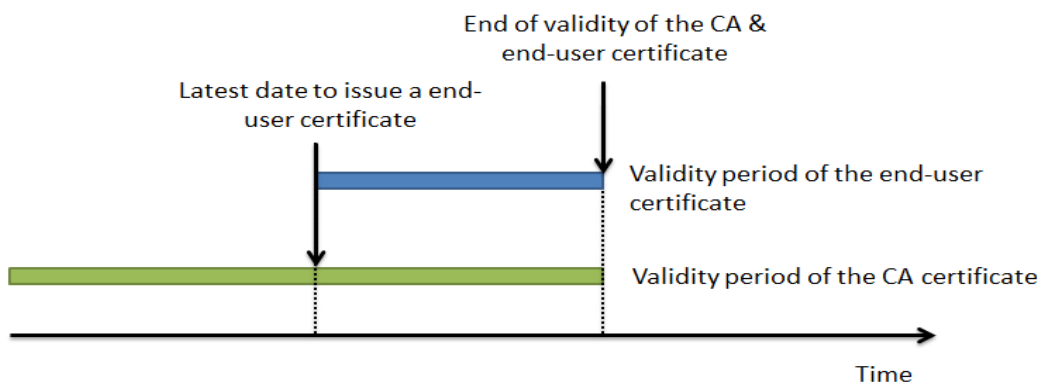 End of validity of the CA &
end-user certificate
Latest date to issue a end-
user certificate
Validity period of the end-user
certificate
Validity period of the CA certificate
Time